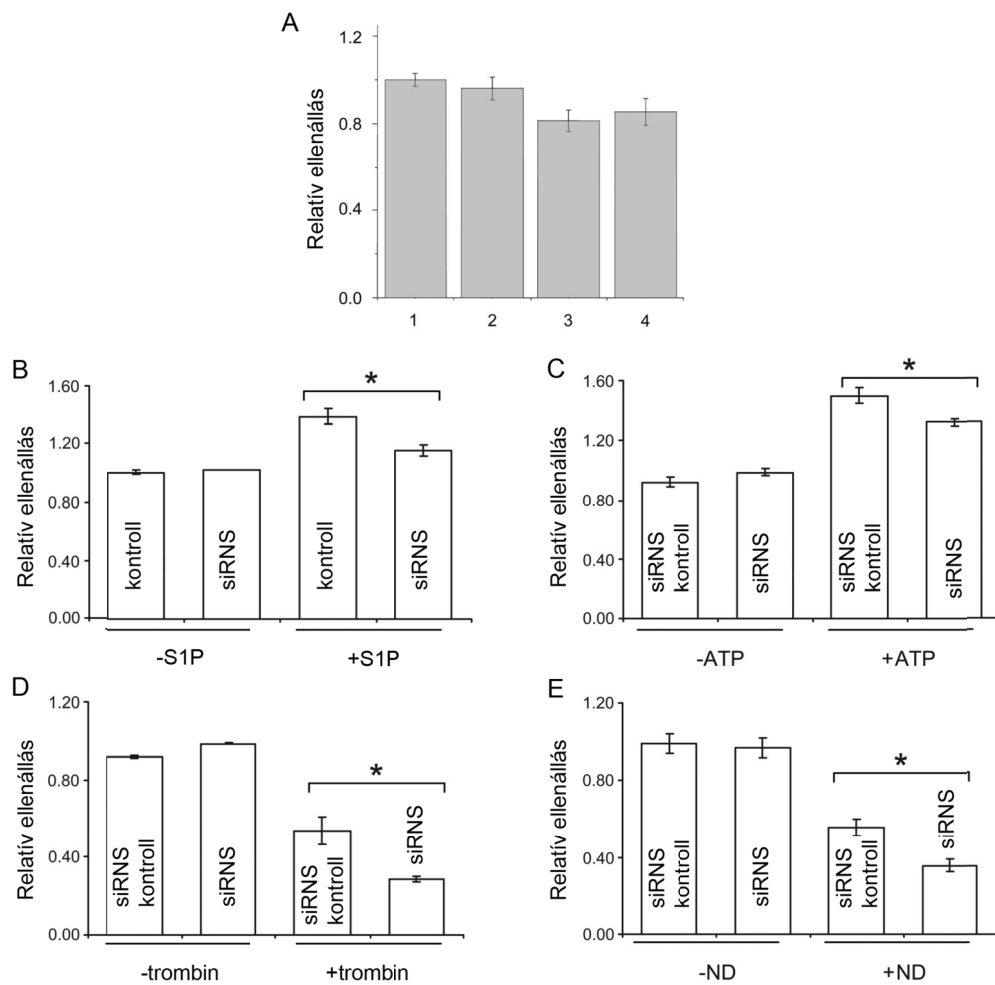 A
Relatív ellenállás
1.2
0.8
0.4
0.0
1 2 3 4
B
Relatív ellenállás
1.60
1.20
0.80
0.40
0.00
kontroll
siRNS
kontroll
siRNS
*
-S1P +S1P
C
Relatív ellenállás
1.60
1.20
0.80
0.40
0.00
siRNS
kontroll
siRNS
siRNS
kontroll
siRNS
*
-ATP +ATP
D
Relatív ellenállás
1.20
0.80
0.40
0.00
siRNS
kontroll
siRNS
siRNS
kontroll
siRNS
*
-trombin +trombin
E
Relatív ellenállás
1.20
0.80
0.40
0.00
siRNS
kontroll
siRNS
siRNS
kontroll
siRNS
*
-ND +ND